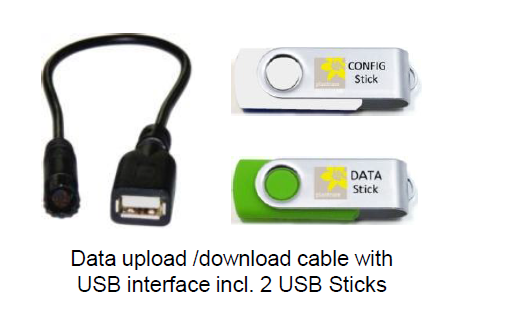 CONFIG
Stick
DATA
Stick
Data upload /download cable with
USB interface incl. 2 USB Sticks